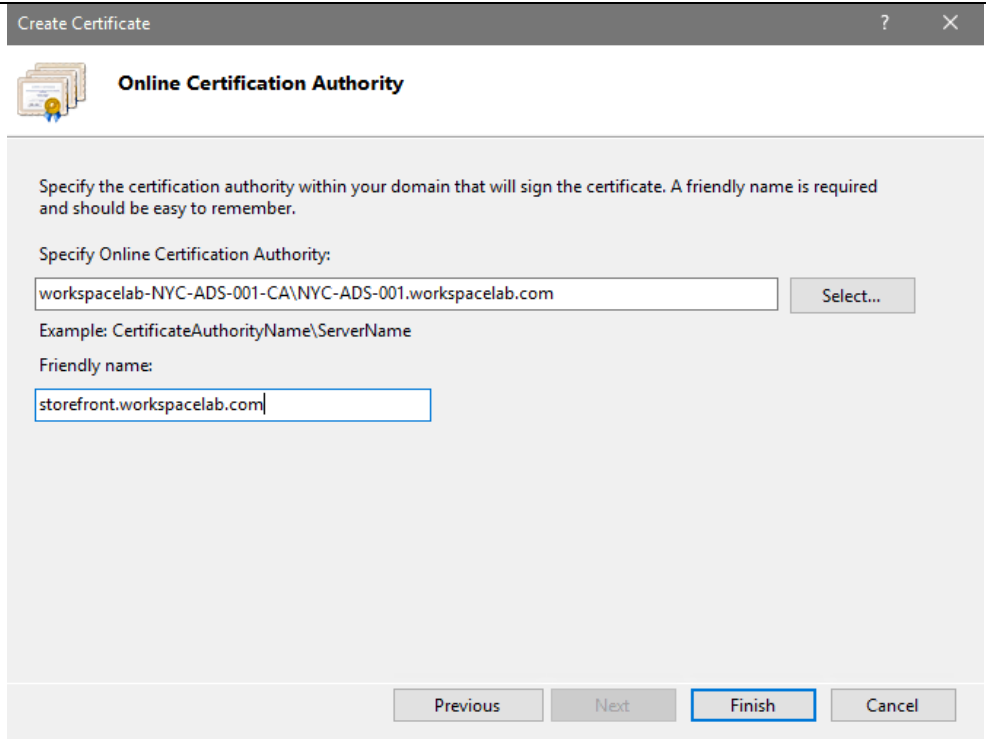 Create Certificate ?
Online Certification Authority
Specify the certification authority within your domain that will sign the certificate. A friendly name is required
and should be easy to remember.
Specify Online Certification Authority:
workspacelab-NYC-ADS-001-CA\NYC-ADS-001.workspacelab.com
Select...
Example: CertificateAuthorityName\ServerName
Friendly name:
storefront.workspacelab.com
Previous Next Finish Cancel